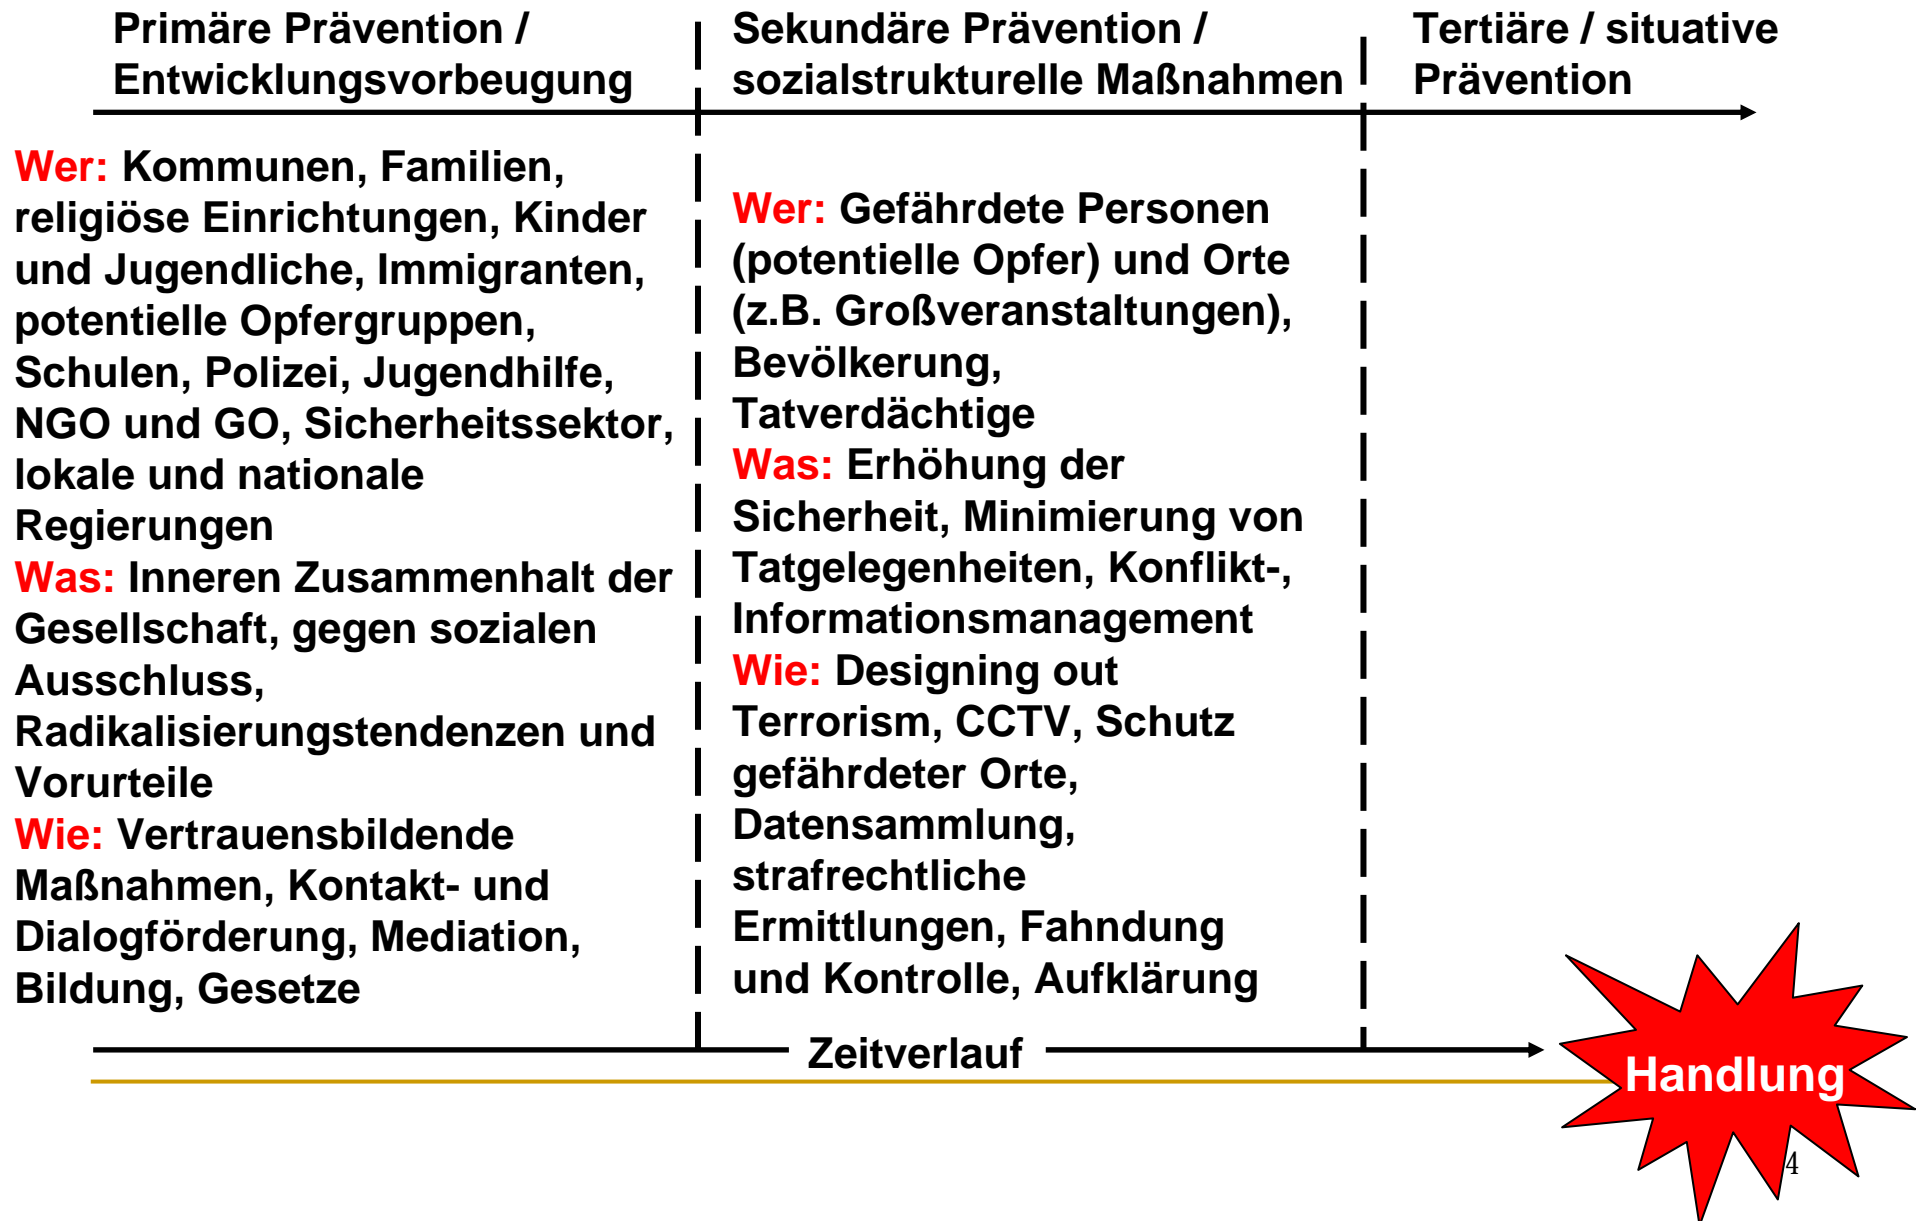 Primäre Prävention /
Entwicklungsvorbeugung
Sekundäre Prävention /
sozialstrukturelle Maßnahmen
Tertiäre / situative
Prävention
Wer: Kommunen, Familien,
religiöse Einrichtungen, Kinder
und Jugendliche, Immigranten,
potentielle Opfergruppen,
Schulen, Polizei, Jugendhilfe,
NGO und GO, Sicherheitssektor,
lokale und nationale
Regierungen
Was: Inneren Zusammenhalt der
Gesellschaft, gegen sozialen
Ausschluss,
Radikalisierungstendenzen und
Vorurteile
Wie: Vertrauensbildende
Maßnahmen, Kontakt- und
Dialogförderung, Mediation,
Bildung, Gesetze
Wer: Gefährdete Personen
(potentielle Opfer) und Orte
(z.B. Großveranstaltungen),
Bevölkerung,
Tatverdächtige
Was: Erhöhung der
Sicherheit, Minimierung von
Tatgelegenheiten, Konflikt-,
Informationsmanagement
Wie: Designing out
Terrorism, CCTV, Schutz
gefährdeter Orte,
Datensammlung,
strafrechtliche
Ermittlungen, Fahndung
und Kontrolle, Aufklärung
Zeitverlauf
Handlung
4